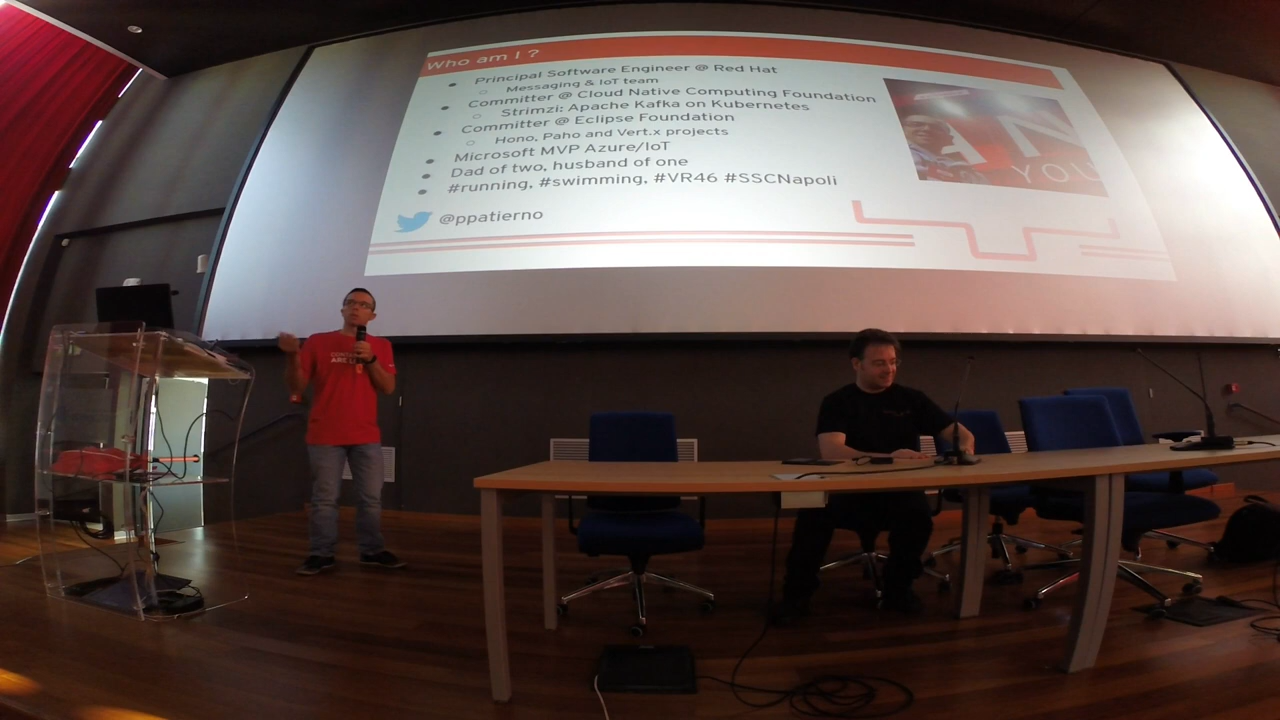 Who am I ?
Principal Software Engineer @ Red Hat
Messaging & IoT team
Committer @ Cloud Native Computing Foundation
Strimzi: Apache Kafka on Kubernetes
Committer @ Eclipse Foundation
Hono, Paho and Vert.x projects
Microsoft MVP Azure/IoT
Dad of two, husband of one
#running, #swimming, #VR46 #SSCNapoli
@ppatierno
YOU
ARE